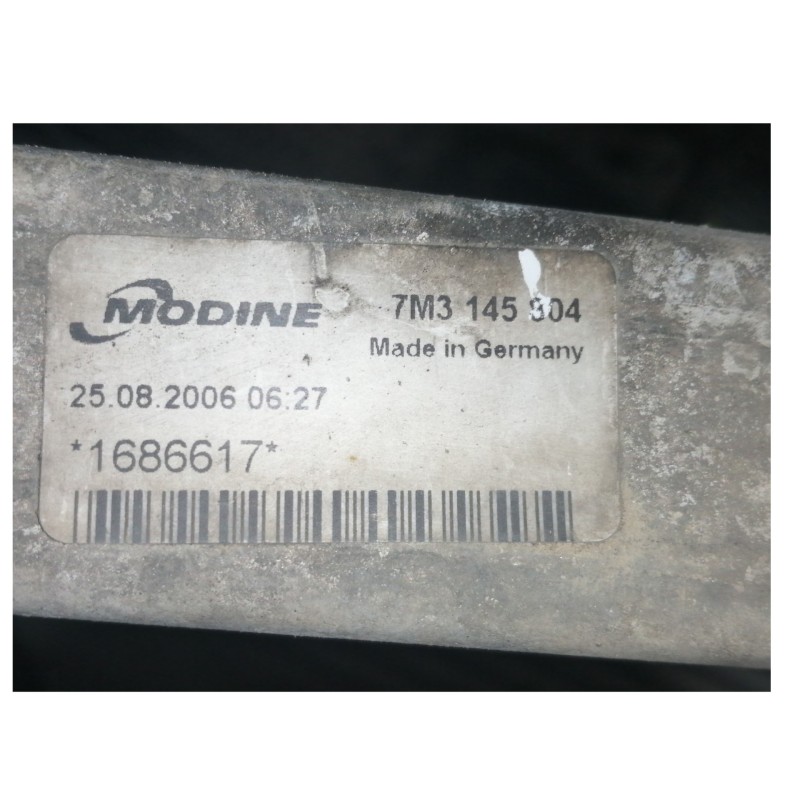 MODINE
7M3 145 804
Made in Germany
25.08.2006 06:27
*1686617*